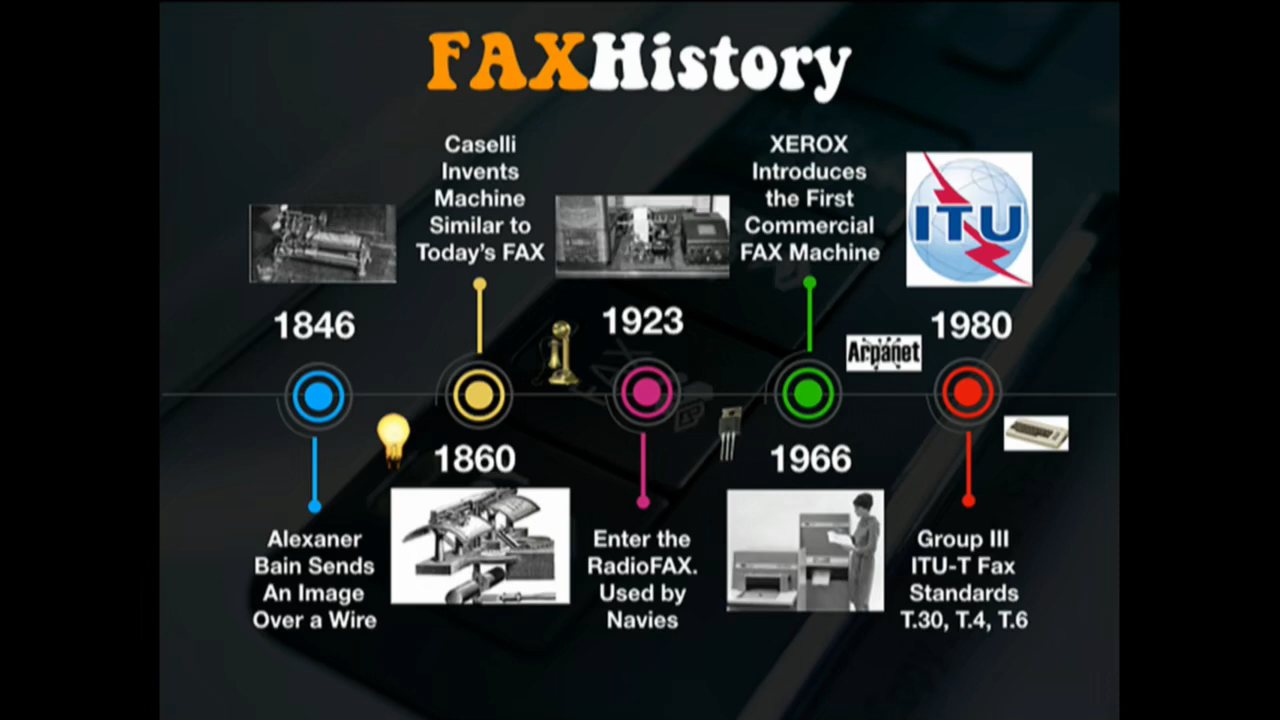 FAXHistory
1846
Alexaner
Bain Sends
An Image
Over a Wire
Caselli
Invents
Machine
Similar to
Today's FAX
1860
1923
Enter the
RadioFAX.
Used by
Navies
XEROX
Introduces
the First
Commercial
FAX Machine
1966
Arpanet
ITU
1980
Group III
ITU-T Fax
Standards
T.30, T.4, T.6